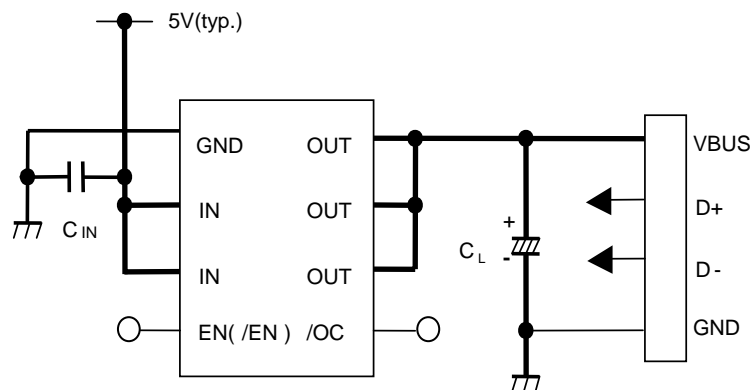 5V(typ.)
GND OUT VBUS
IN OUT D+
C IN
+
C L
-
IN OUT D -
EN( /EN ) /OC GND